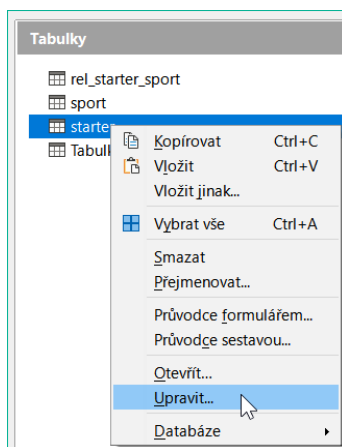 Tabulky
rel_starter_sport
sport
starter
Kopírovat Ctrl+C
Vložit Ctrl+V
Vložit jinak...
Vybrat vše Ctrl+A
Smazat
Přejmenovat...
Průvodce formulářem...
Průvodce sestavou...
Otevřít...
Upravit...
Databáze